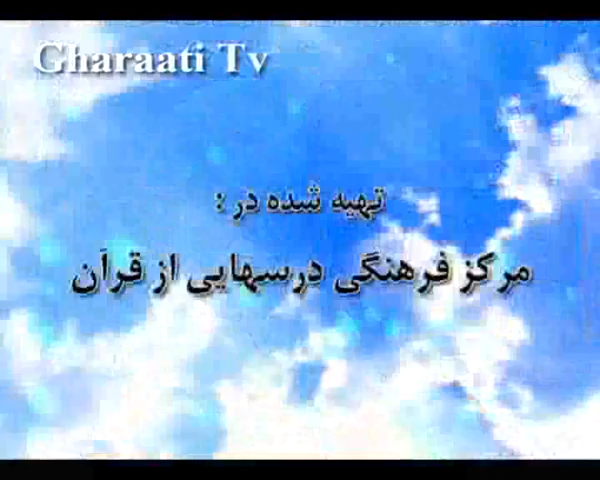 Gharaati Tv
تهیه شده در :
مرکز فرهنگی درسهایی از قرآن